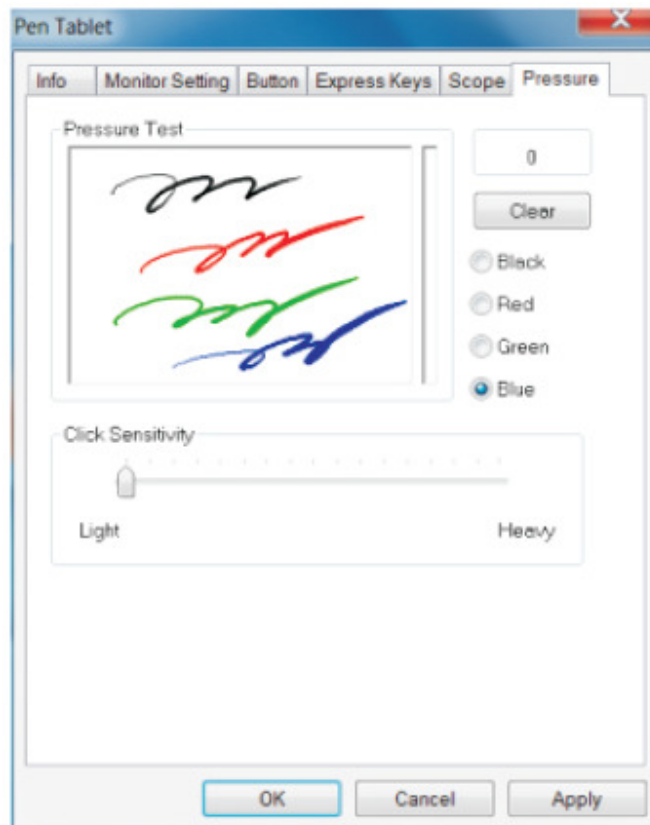 Pen Tablet
Info Monitor Setting Button Express Keys Scope Pressure
Pressure Test
0
Clear
Black
Red
Green
Blue
Click Sensitivity
Light Heavy
OK Cancel Apply